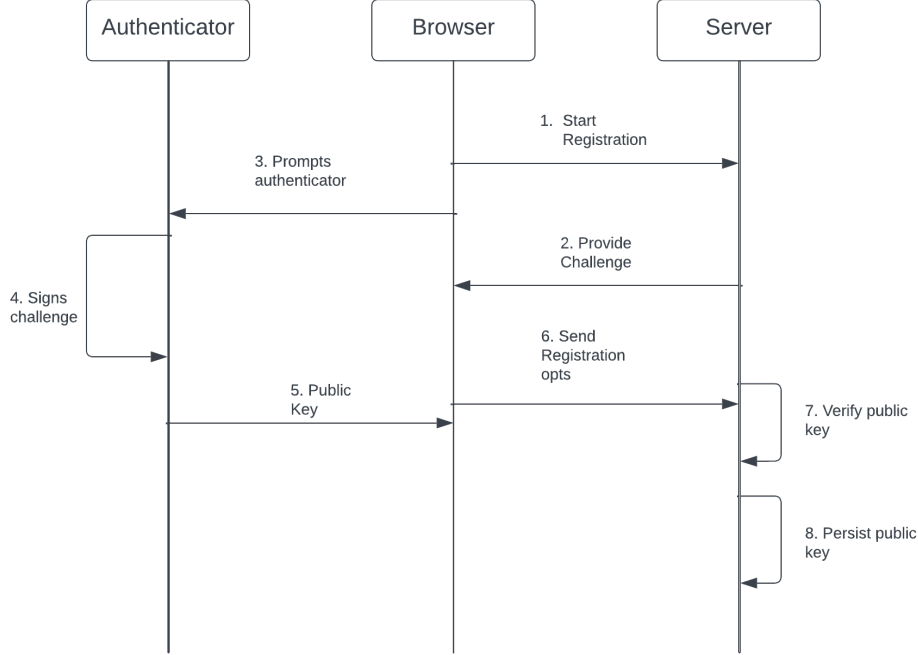 Authenticator
Browser
Server
1. Start
Registration
3. Prompts
authenticator
2. Provide
Challenge
4. Signs
challenge
6. Send
Registration
opts
5. Public
Key
7. Verify public
key
8. Persist public
key